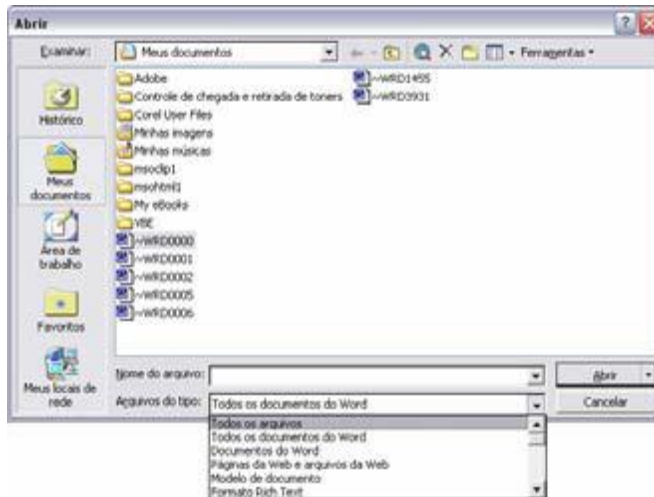 Abrir
Examinar:
Meus documentos
Ferramentas
Histórico
Meus documentos
Área de trabalho
Favoritos
Meus locais de rede
Adobe
Controle de chegada e retirada de toners
Corel User Files
Minhas imagens
Minhas músicas
msoclip1
msohtml1
My eBooks
VBE
~WRD0000
~WRD0001
~WRD0002
~WRD0005
~WRD0006
~WRD1455
~WRD3931
Nome do arquivo:
Abrir
Arquivos do tipo:
Todos os documentos do Word
Cancelar
Todos os arquivos
Todos os documentos do Word
Documentos do Word
Páginas da Web e arquivos da Web
Modelo de documento
Formato Rich Text